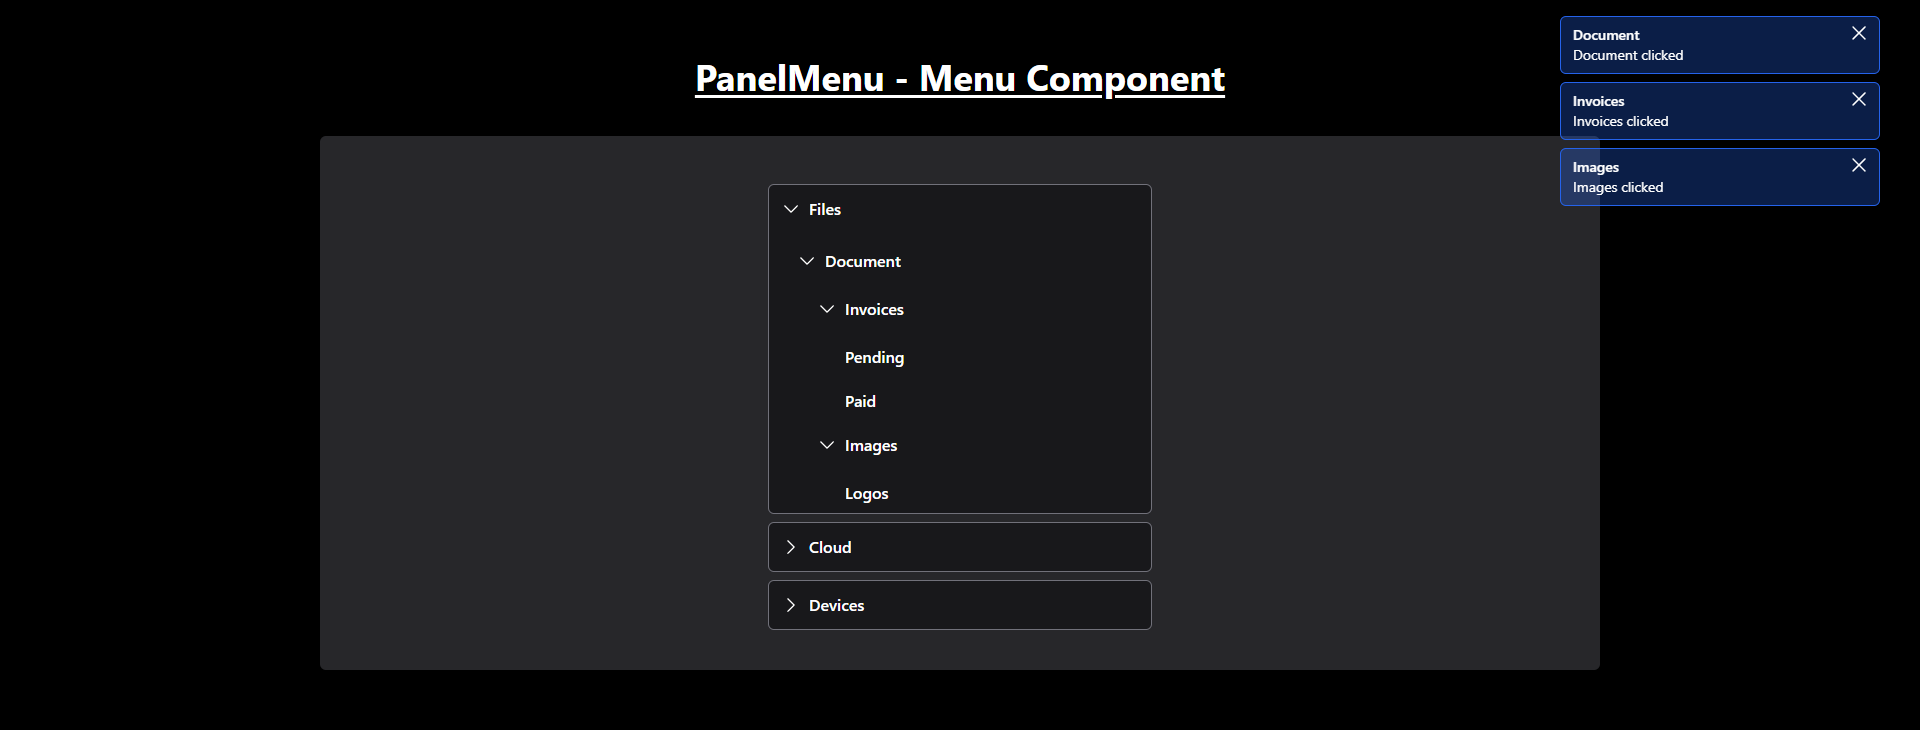 PanelMenu - Menu Component
Document
Document clicked
Invoices
Invoices clicked
Images
Images clicked
Files
Document
Invoices
Pending
Paid
Images
Logos
Cloud
Devices